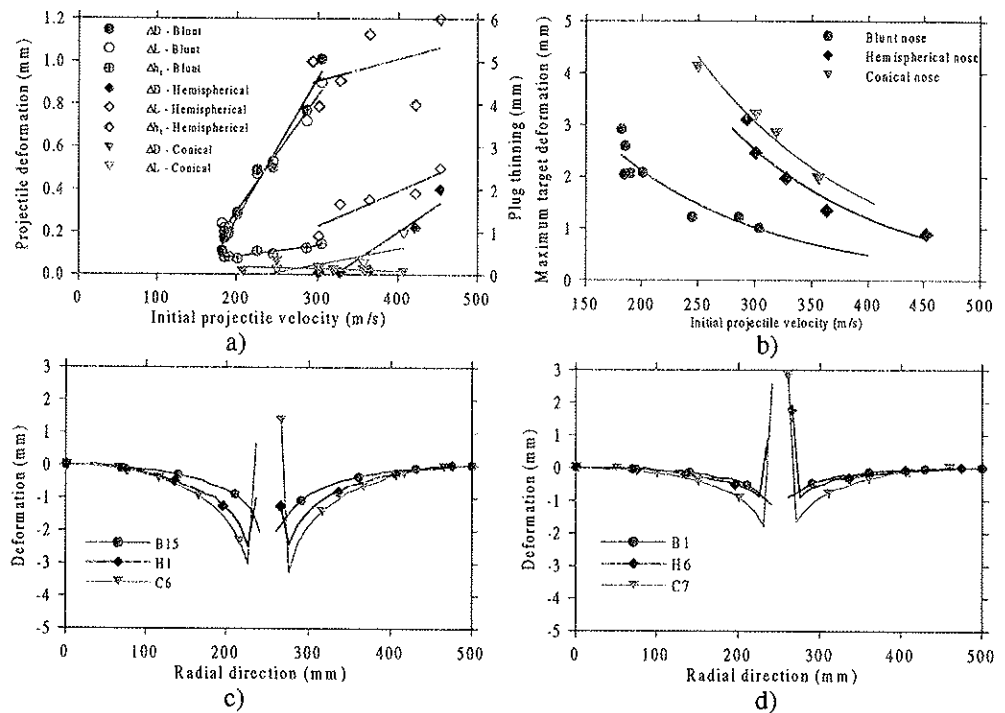 Projectile deformation (mm)
1.2
1.0
0.8
0.6
0.4
0.2
0.0
ΔD - Blunt
ΔL - Blunt
Δht - Blunt
ΔD - Hemispherical
ΔL - Hemispherical
Δht - Hemispherical
ΔD - Conical
ΔL - Conical
6
5
4
3
2
1
0
Plug thinning (mm)
0 100 200 300 400 500
Initial projectile velocity (m/s)
a)
Maximum target deformation (mm)
5
4
3
2
1
0
Blunt nose
Hemispherical nose
Conical nose
150 200 250 300 350 400 450 500
Initial projectile velocity (m/s)
b)
Deformation (mm)
3
2
1
0
-1
-2
-3
-4
-5
B15
H1
C6
0 100 200 300 400 500
Radial direction (mm)
c)
Deformation (mm)
3
2
1
0
-1
-2
-3
-4
-5
B1
H6
C7
0 100 200 300 400 500
Radial direction (mm)
d)